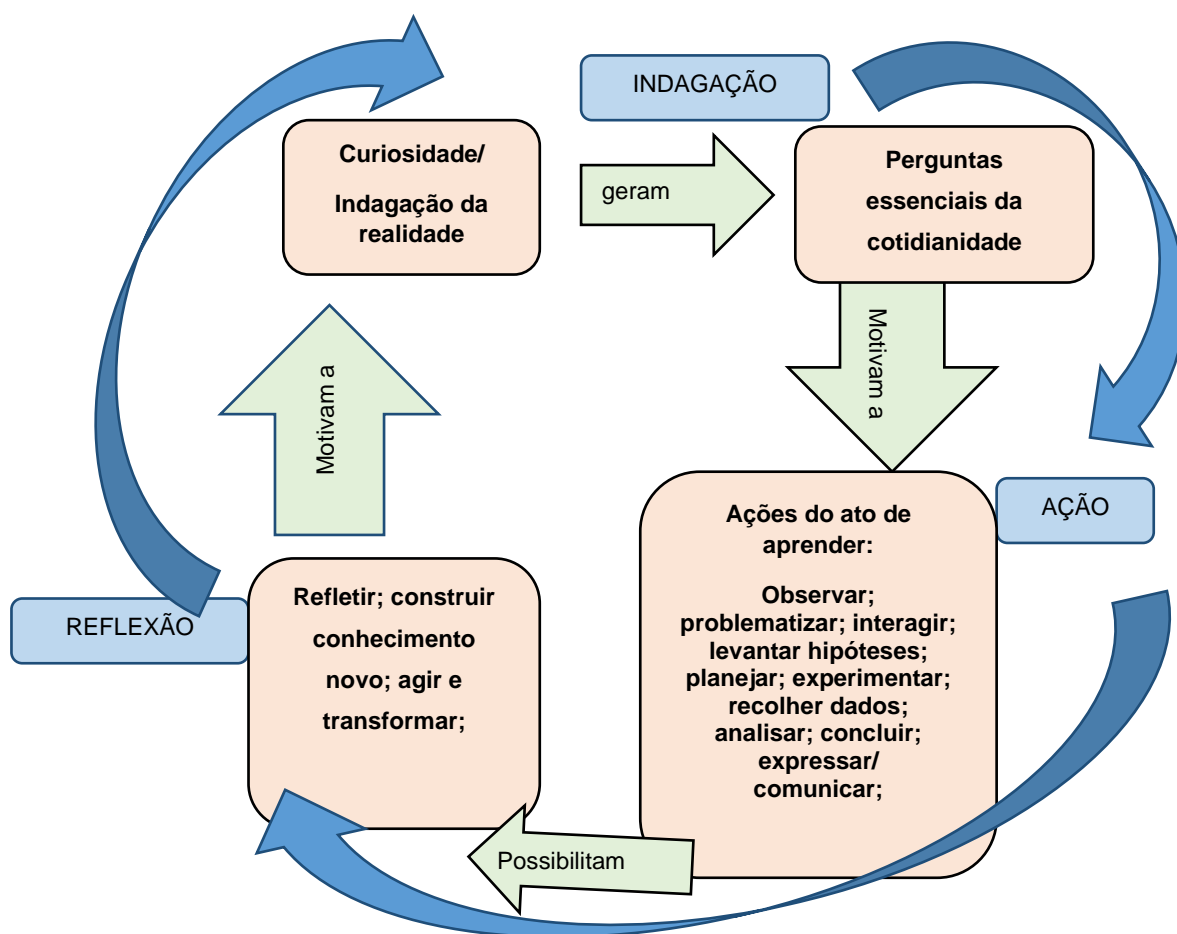 INDAGAÇÃO
Curiosidade/
Indagação da
realidade
geram
Perguntas
essenciais da
cotidianidade
Motivam a
Ações do ato de
aprender:
Observar;
problematizar; interagir;
levantar hipóteses;
planejar; experimentar;
recolher dados;
analisar; concluir;
expressar/
comunicar;
AÇÃO
Possibilitam
Refletir; construir
conhecimento
novo; agir e
transformar;
REFLEXÃO
Motivam a